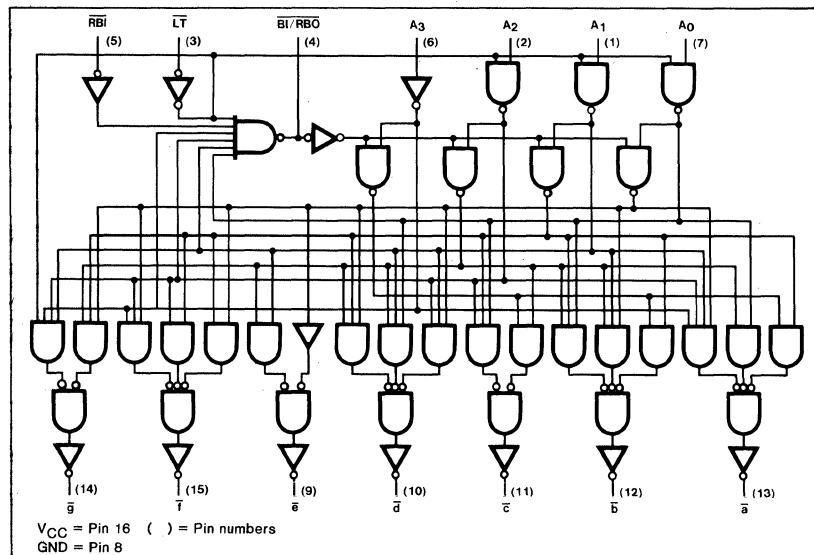 RBI LT BI/RBO A3 A2 A1 A0
(5) (3) (4) (6) (2) (1) (7)
(14) (15) (9) (10) (11) (12) (13)
g f e d c b a
VCC = Pin 16 ( ) = Pin numbers
GND = Pin 8